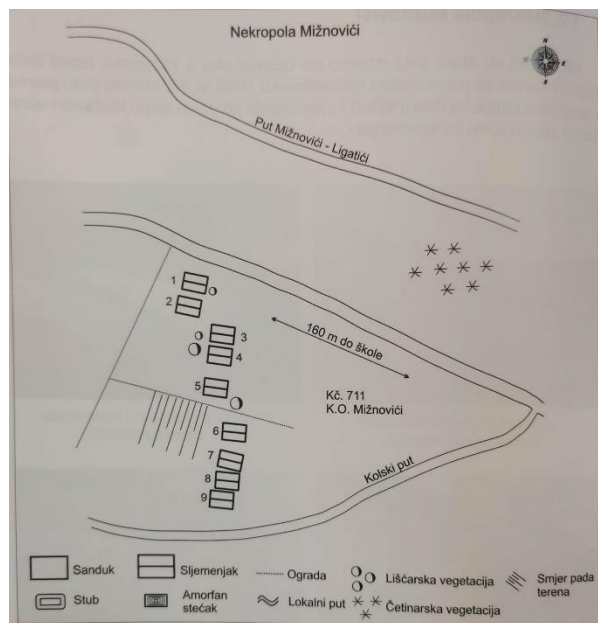 Nekropola Mižnovići
N
Put Mižnovići - Ligatići
1
2
3
4
160 m do škole
5
Kč. 711
K.O. Mižnovići
6
7
8
9
Kolski put
Sanduk
Sljemenjak
Ograda
Lišćarska vegetacija
Smjer pada
terena
Stub
Amorfan
stećak
Lokalni put
Četinarska vegetacija